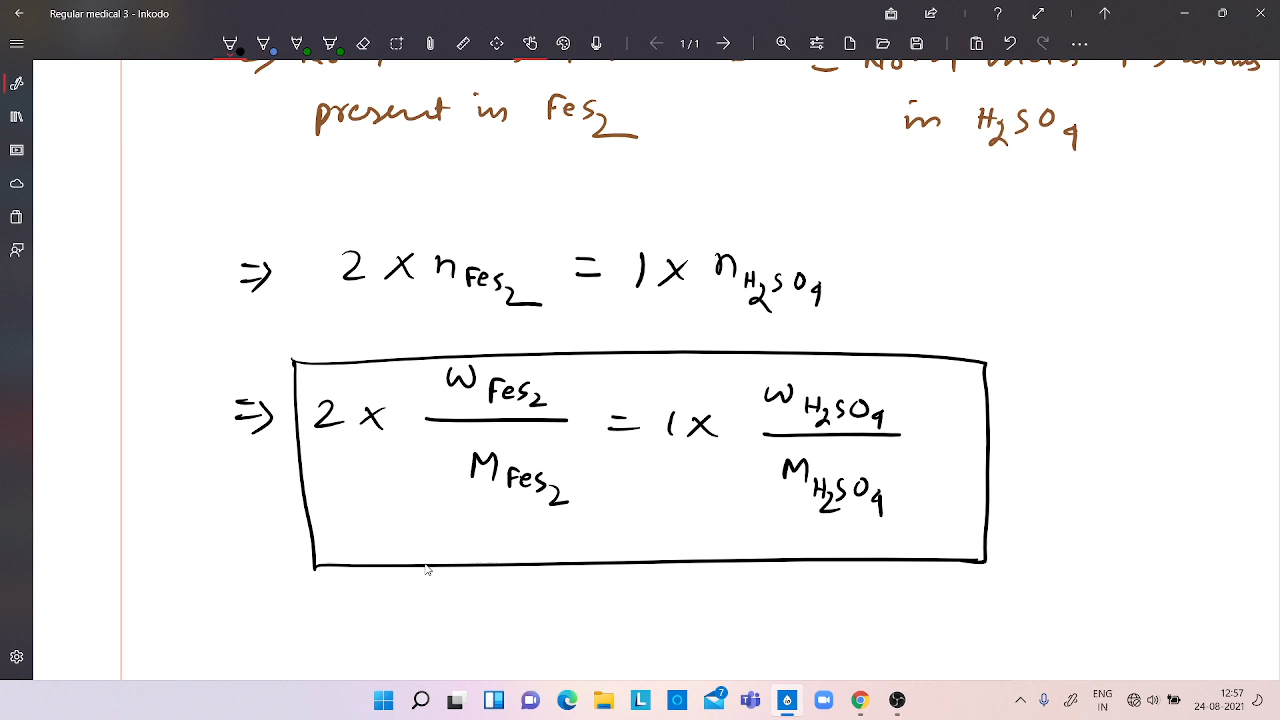 Regular medical 3 - Inkodo
1/1
present in FeS2 in H2SO4
⇒ 2 × nFeS2 = 1 × nH2SO4
⇒ 2 × wFeS2 / MFeS2 = 1 × wH2SO4 / MH2SO4
7
ENG
IN
12:57
24-08-2021